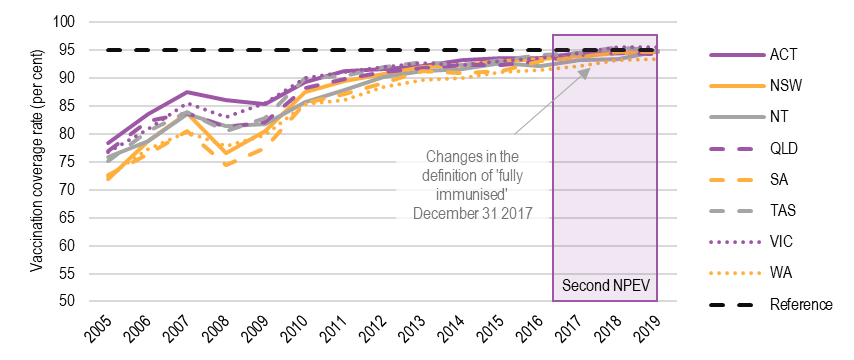 Vaccination coverage rate (per cent)
100
95
90
85
80
75
70
65
60
55
50
2005
2006
2007
2008
2009
2010
2011
2012
2013
2014
2015
2016
2017
2018
2019
Changes in the
definition of 'fully
immunised'
December 31 2017
Second NPEV
ACT
NSW
NT
QLD
SA
TAS
VIC
WA
Reference